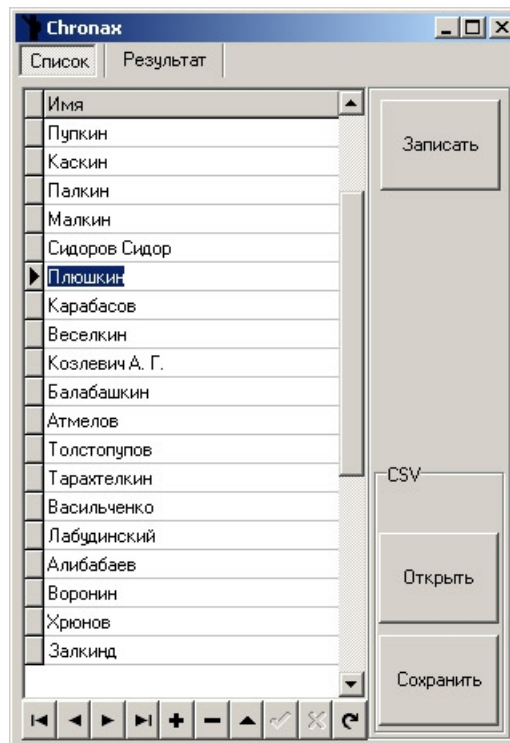 Chronax
Список Результат
Имя
Пупкин
Каскин
Палкин
Малкин
Сидоров Сидор
Плюшкин
Карабасов
Веселкин
Козлевич А. Г.
Балабашкин
Атмелов
Толстопупов
Тарахтелкин
Васильченко
Лабудинский
Алибабаев
Воронин
Хрюнов
Залкинд
Записать
CSV
Открыть
Сохранить